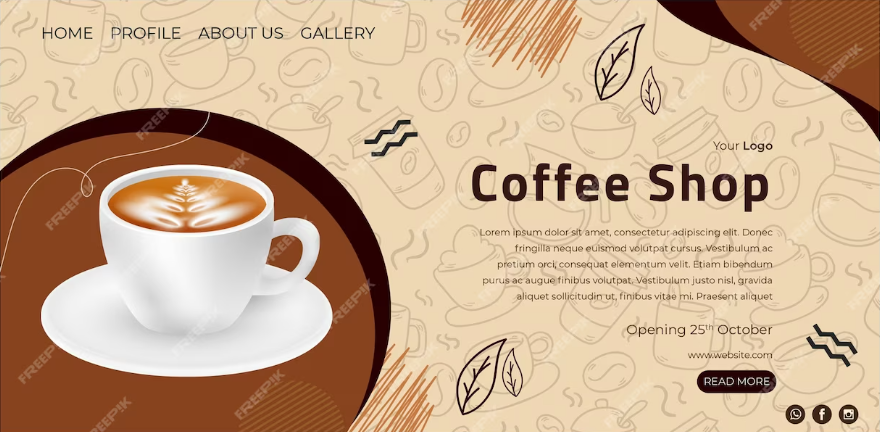 HOME PROFILE ABOUT US GALLERY
Your Logo
Coffee Shop
Lorem ipsum dolor sit amet, consectetur adipiscing elit. Donec
fringilla neque euismod volutpat cursus. Vestibulum ac
pretium orci, consequat elementum velit. Etiam bibendum
purus ac augue finibus volutpat. Vestibulum justo nisl, gravida
aliquet sollicitudin ut, finibus vitae mi. Praesent aliquet
Opening 25th October
www.website.com
READ MORE
FREEPIK